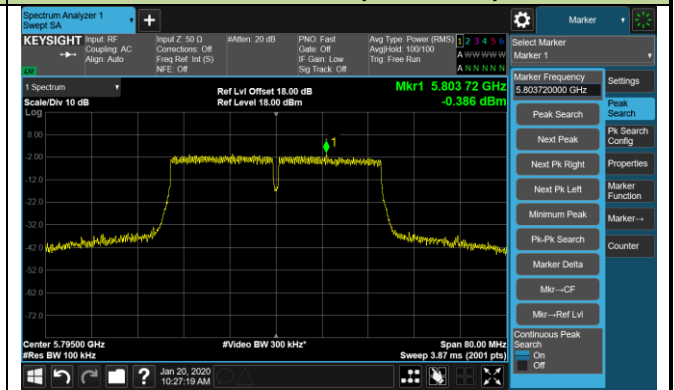 Spectrum Analyzer 1
Swept SA
Marker
KEYSIGHT Input: RF Input Z: 50 Ω #Atten: 20 dB PNO: Fast Avg Type: Power (RMS) 1 2 3 4 5 6
Coupling: AC Corrections: Off Gate: Off Avg|Hold: 100/100 A W W W W W
Align: Auto Freq Ref: Int (S) IF Gain: Low Trig: Free Run
NFE: Off Sig Track: Off A N N N N N
Select Marker
Marker 1
1 Spectrum
Ref Lvl Offset 18.00 dB
Mkr1 5.803 72 GHz
Scale/Div 10 dB
Ref Level 18.00 dBm
-0.386 dBm
Log
8.00
-2.00
-12.0
-22.0
-32.0
-42.0
-52.0
-62.0
-72.0
1
Center 5.79500 GHz
#Video BW 300 kHz*
Span 80.00 MHz
#Res BW 100 kHz
Sweep 3.87 ms (2001 pts)
Jan 20, 2020
10:27:19 AM
Marker Frequency
5.803720000 GHz
Peak Search
Next Peak
Next Pk Right
Next Pk Left
Minimum Peak
Pk-Pk Search
Marker Delta
Mkr→CF
Mkr→Ref Lvl
Continuous Peak
Search
On
Off
Settings
Peak
Search
Pk Search
Config
Properties
Marker
Function
Marker→
Counter